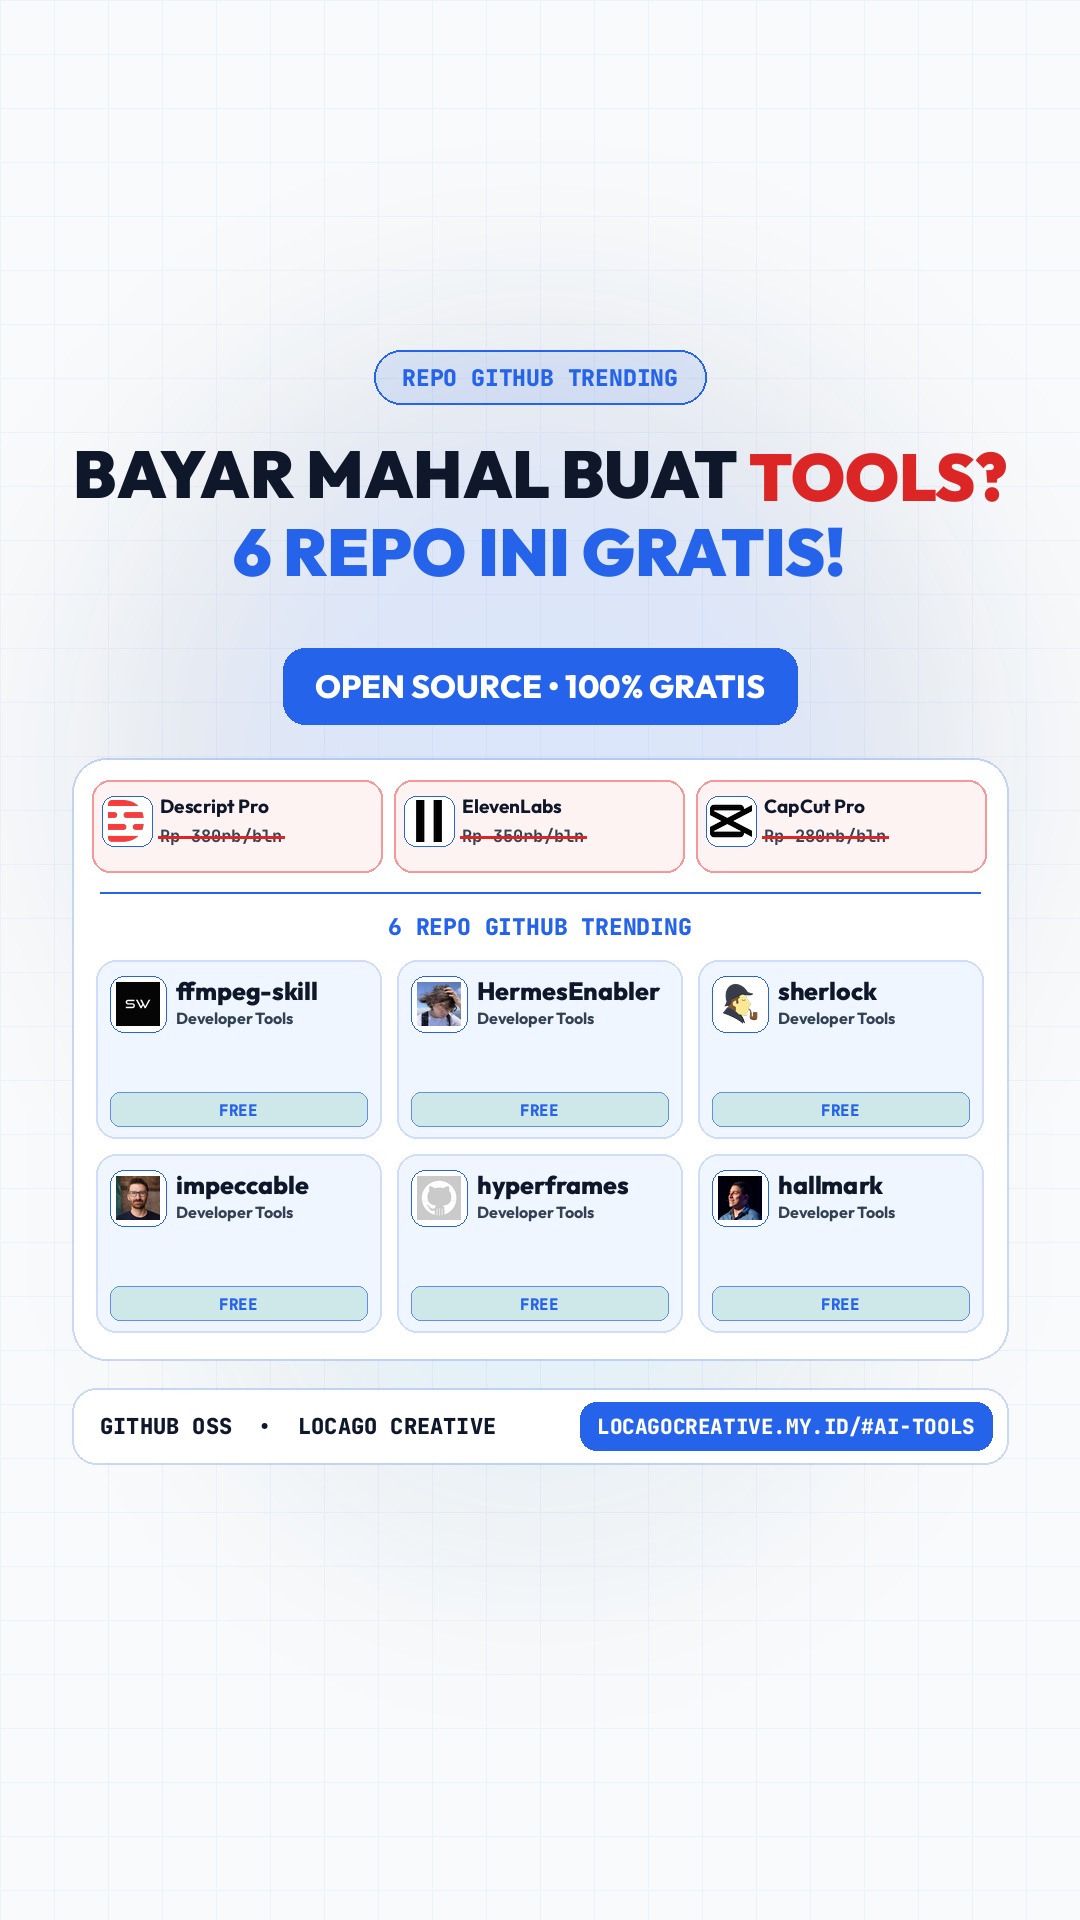 REPO GITHUB TRENDING
BAYAR MAHAL BUAT TOOLS?
6 REPO INI GRATIS!
OPEN SOURCE • 100% GRATIS
Descript Pro
Rp 380rb/bln
ElevenLabs
Rp 350rb/bln
CapCut Pro
Rp 280rb/bln
6 REPO GITHUB TRENDING
SW
ffmpeg-skill
Developer Tools
FREE
HermesEnabler
Developer Tools
FREE
sherlock
Developer Tools
FREE
impeccable
Developer Tools
FREE
hyperframes
Developer Tools
FREE
hallmark
Developer Tools
FREE
GITHUB OSS • LOCAGO CREATIVE
LOCAGOCREATIVE.MY.ID/#AI-TOOLS